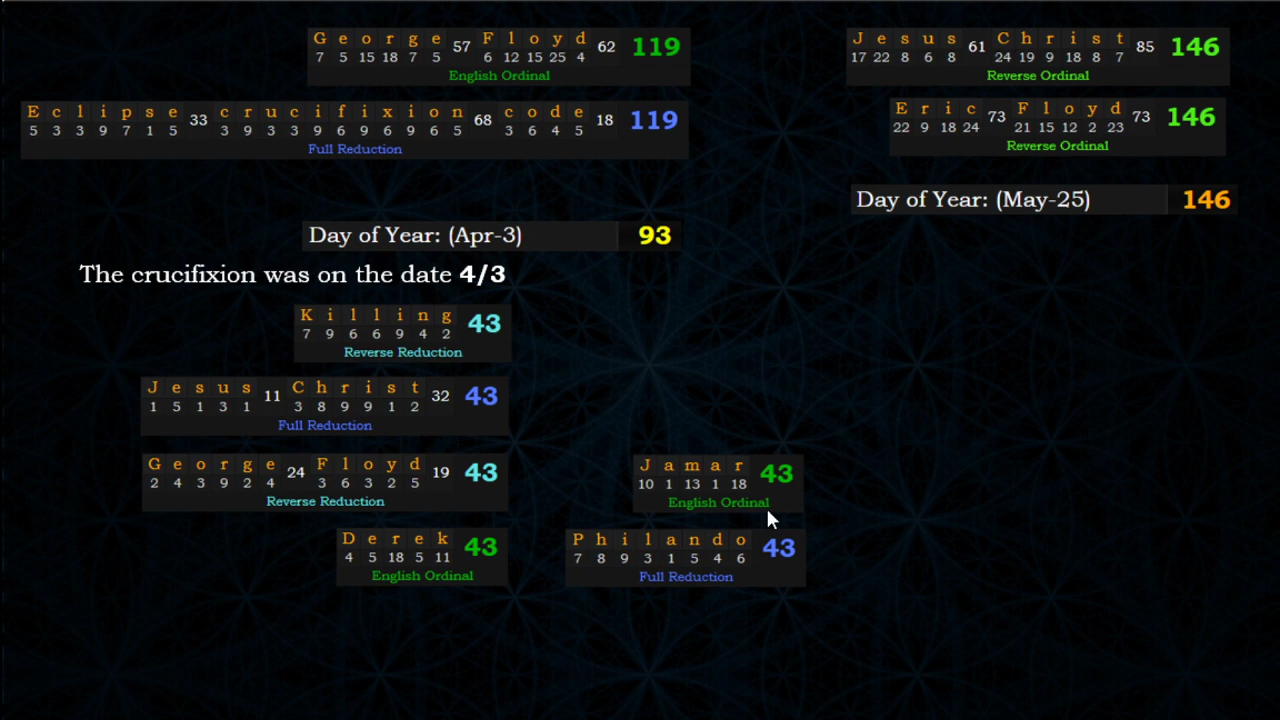 G e o r g e 57 F l o y d 62 119
7 5 15 18 7 5 6 12 15 25 4
English Ordinal
E c l i p s e 33 c r u c i f i x i o n 68 c o d e 18 119
5 3 3 9 7 1 5 3 9 3 3 9 6 9 6 9 6 5 3 6 4 5
Full Reduction
J e s u s 61 C h r i s t 85 146
17 22 8 6 8 24 19 9 18 8 7
Reverse Ordinal
E r i c 73 F l o y d 73 146
22 9 18 24 21 15 12 2 23
Reverse Ordinal
Day of Year: (May-25) 146
Day of Year: (Apr-3) 93
The crucifixion was on the date 4/3
K i l l i n g 43
7 9 6 6 9 4 2
Reverse Reduction
J e s u s 11 C h r i s t 32 43
1 5 1 3 1 3 8 9 9 1 2
Full Reduction
G e o r g e 24 F l o y d 19 43
2 4 3 9 2 4 3 6 3 2 5
Reverse Reduction
J a m a r 43
10 1 13 1 18
English Ordinal
D e r e k 43
4 5 18 5 11
English Ordinal
P h i l a n d o 43
7 8 9 3 1 5 4 6
Full Reduction